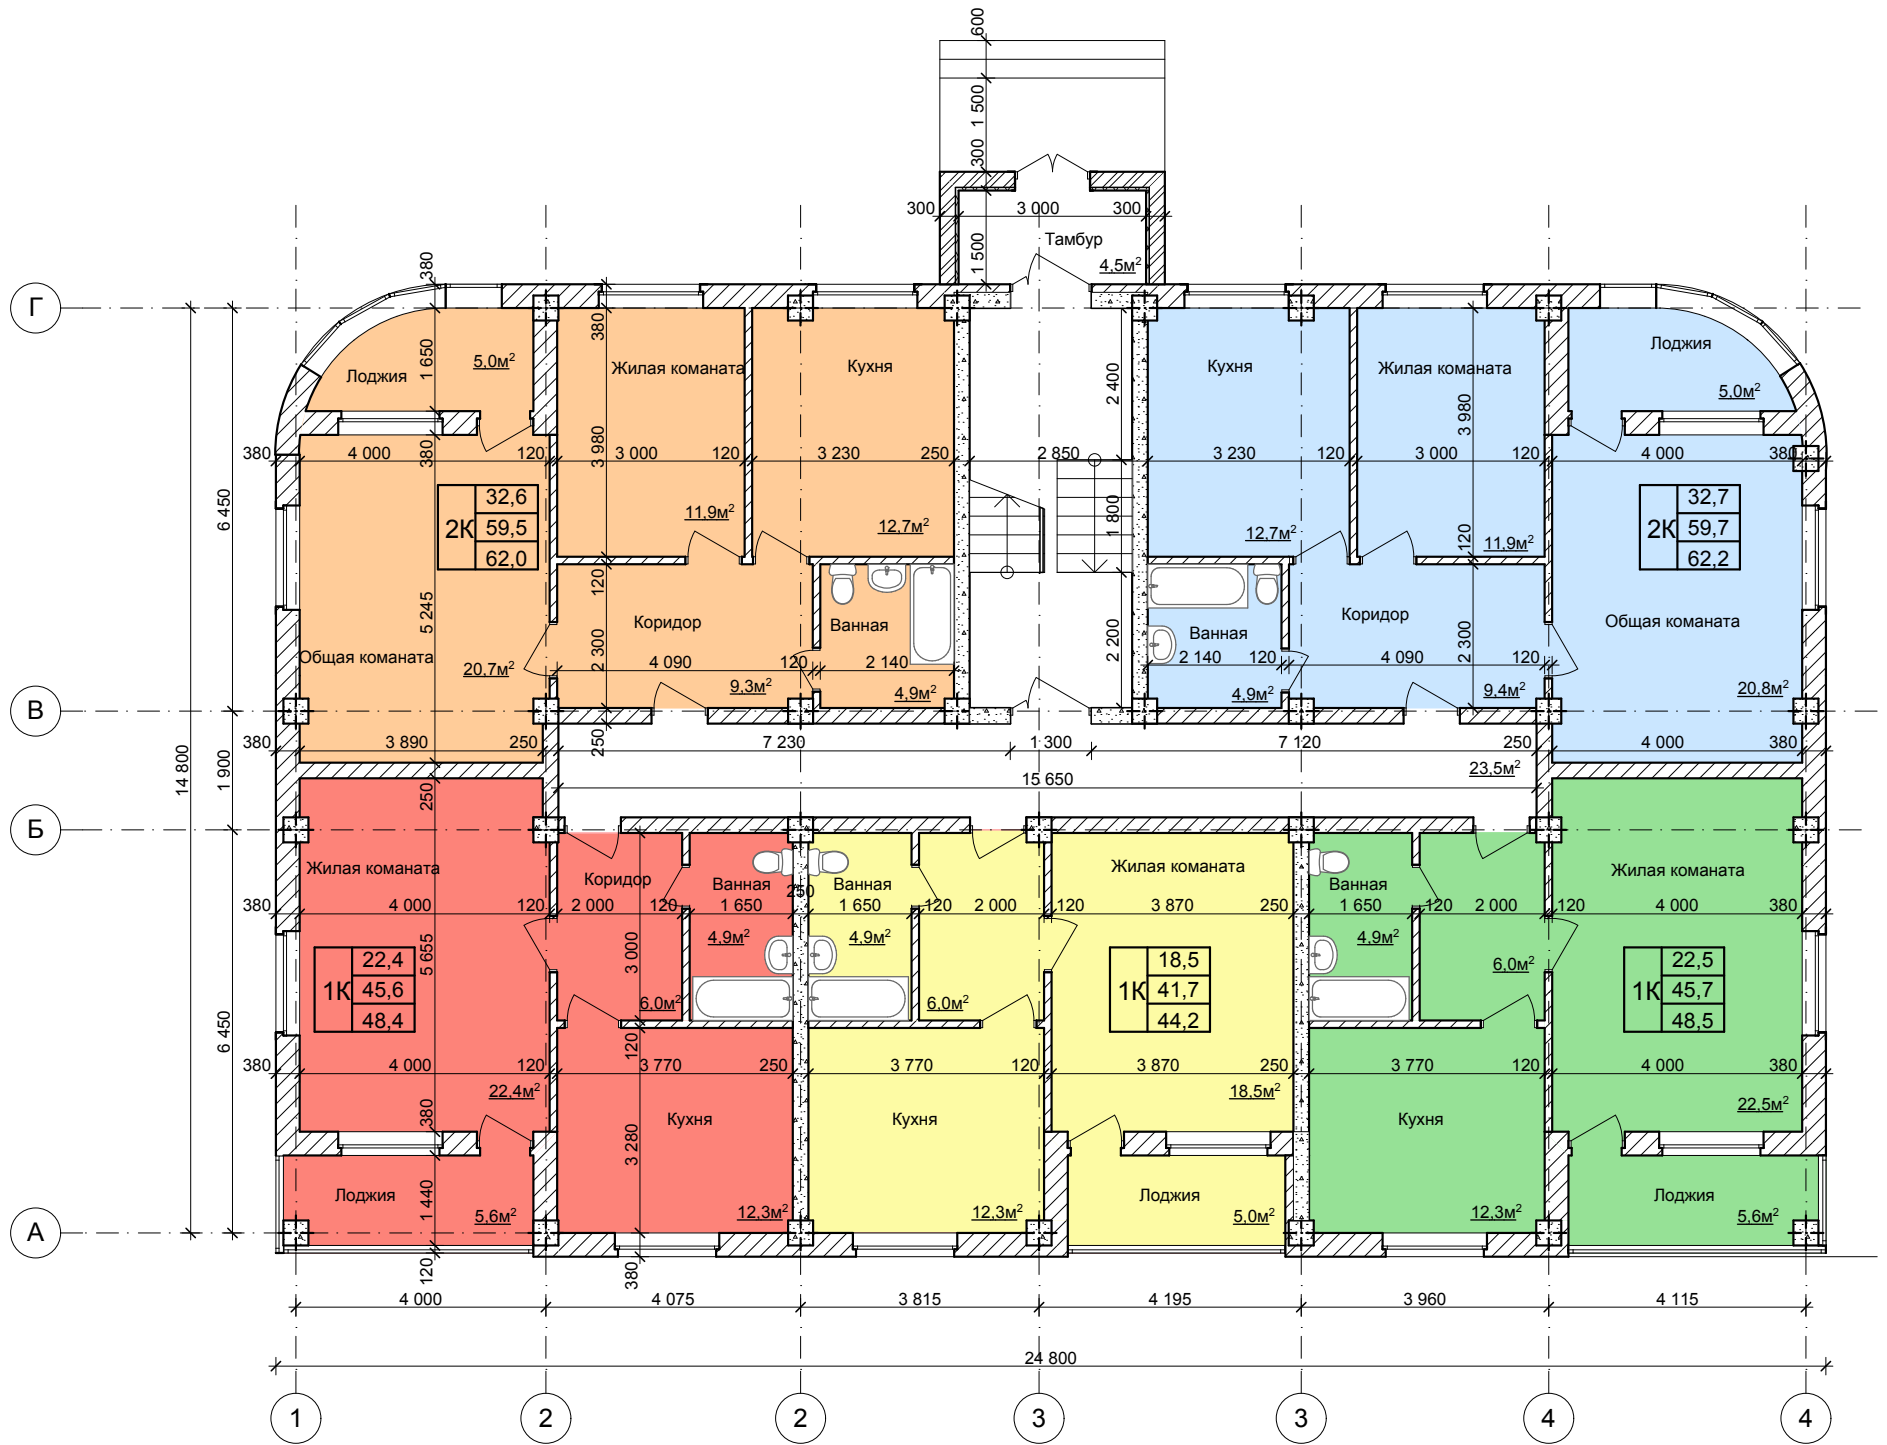 600
1 500
300
300
3 000
300
Тамбур
1 500
4,5м²
380
Г
1 650
Лоджия
5,0м²
380
Жилая команата
Кухня
2 400
Кухня
Жилая команата
Лоджия
5,0м²
3 980
380
4 000
380
120
3 980
3 000
120
3 230
250
2 850
3 230
120
3 000
120
4 000
380
6 450
2К
32,6
59,5
62,0
11,9м²
12,7м²
1 800
12,7м²
120
11,9м²
2К
32,7
59,7
62,2
120
5 245
Коридор
Ванная
2 200
Ванная
Коридор
Общая команата
Общая команата
20,7м²
2 300
4 090
120
2 140
2 140
120
4 090
2 300
120
9,3м²
4,9м²
4,9м²
9,4м²
20,8м²
В
380
3 890
250
250
7 230
1 300
7 120
250
4 000
380
14 800
1 900
250
15 650
23,5м²
Б
Жилая команата
Коридор
Ванная
250
Ванная
Жилая команата
Ванная
Жилая команата
380
4 000
120
2 000
120
1 650
1 650
120
2 000
120
3 870
250
1 650
120
2 000
120
4 000
380
4,9м²
4,9м²
4,9м²
5 655
3 000
1К
22,4
45,6
48,4
6,0м²
6,0м²
1К
18,5
41,7
44,2
6,0м²
1К
22,5
45,7
48,5
6 450
120
380
4 000
120
3 770
250
3 770
120
3 870
250
3 770
120
4 000
380
22,4м²
18,5м²
22,5м²
380
Кухня
Кухня
Кухня
3 280
Лоджия
1 440
5,6м²
12,3м²
12,3м²
Лоджия
5,0м²
12,3м²
Лоджия
5,6м²
А
120
380
4 000
4 075
3 815
4 195
3 960
4 115
24 800
1
2
2
3
3
4
4